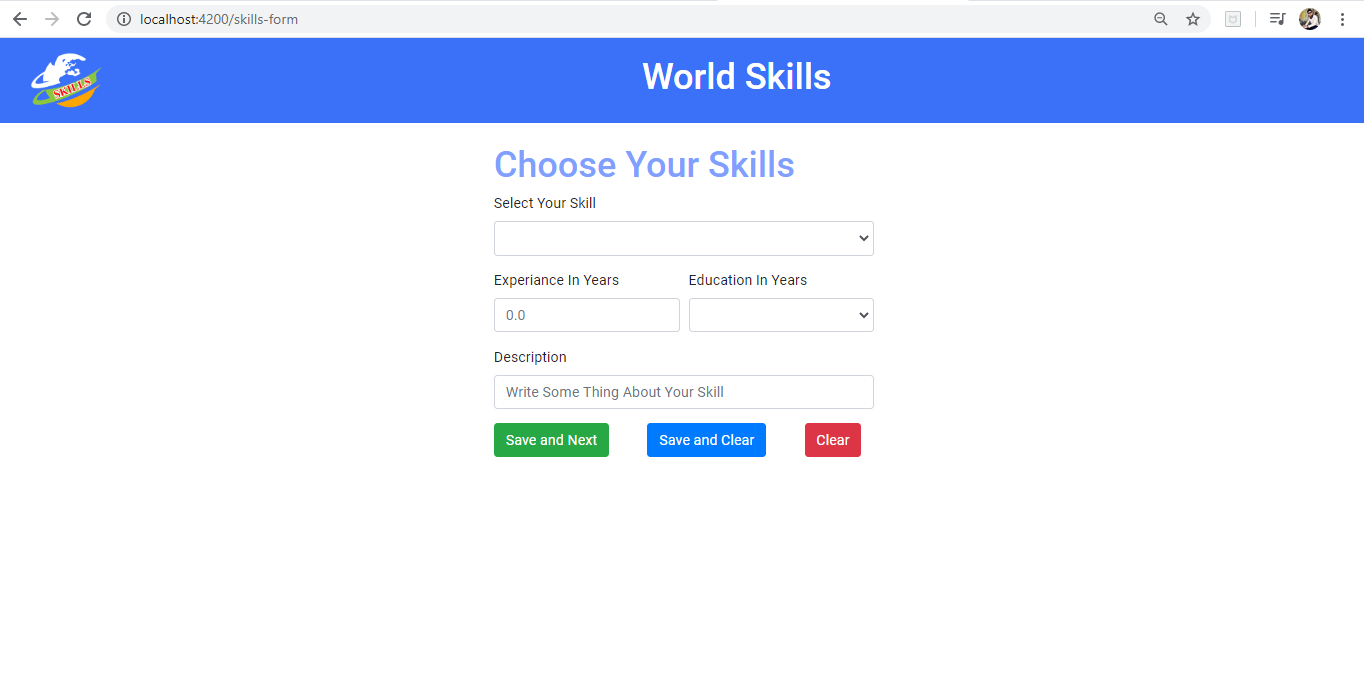 localhost:4200/skills-form
SKILLS
World Skills
Choose Your Skills
Select Your Skill
Experiance In Years Education In Years
0.0
Description
Write Some Thing About Your Skill
Save and Next Save and Clear Clear